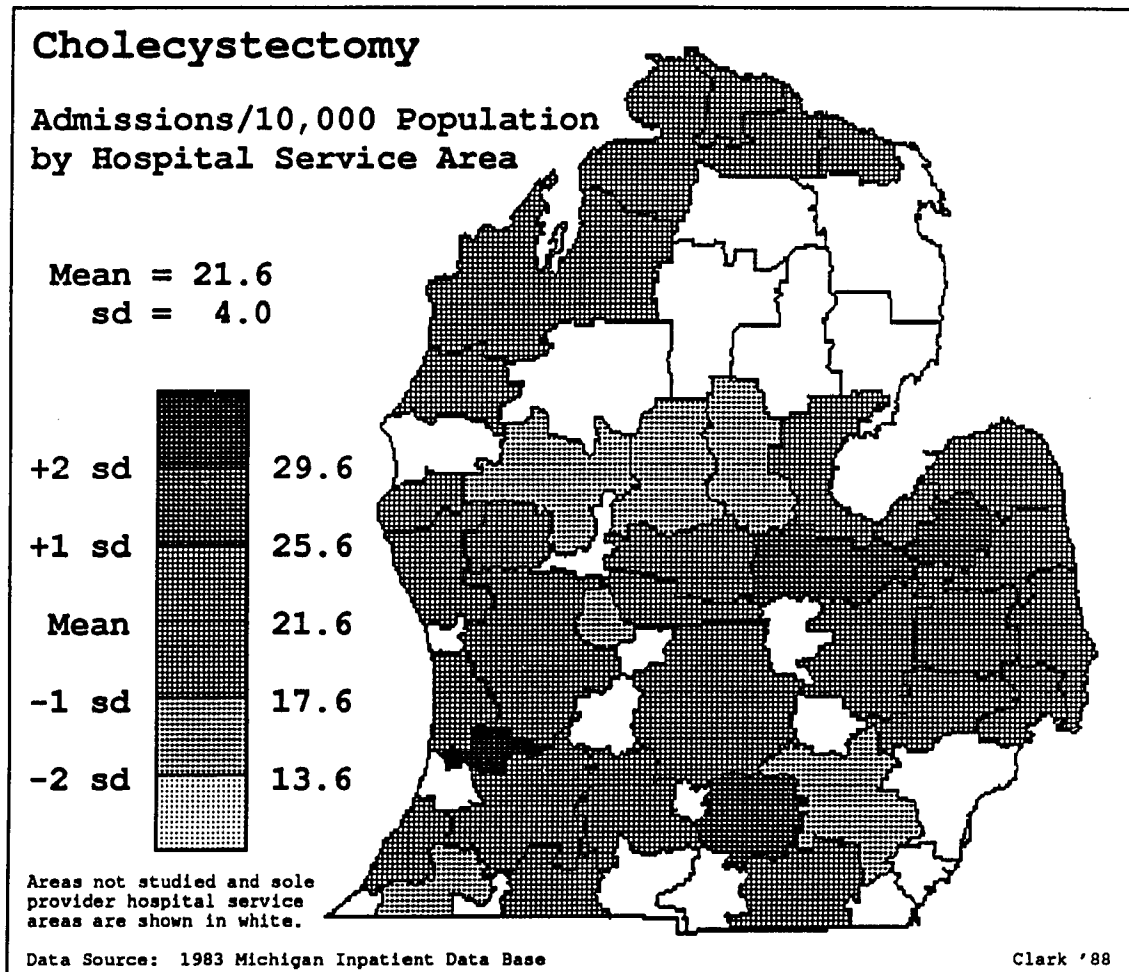 Cholecystectomy
Admissions/10,000 Population
by Hospital Service Area
Mean = 21.6
sd = 4.0
+2 sd 29.6
+1 sd 25.6
Mean 21.6
-1 sd 17.6
-2 sd 13.6
Areas not studied and sole
provider hospital service
areas are shown in white.
Data Source: 1983 Michigan Inpatient Data Base
Clark '88